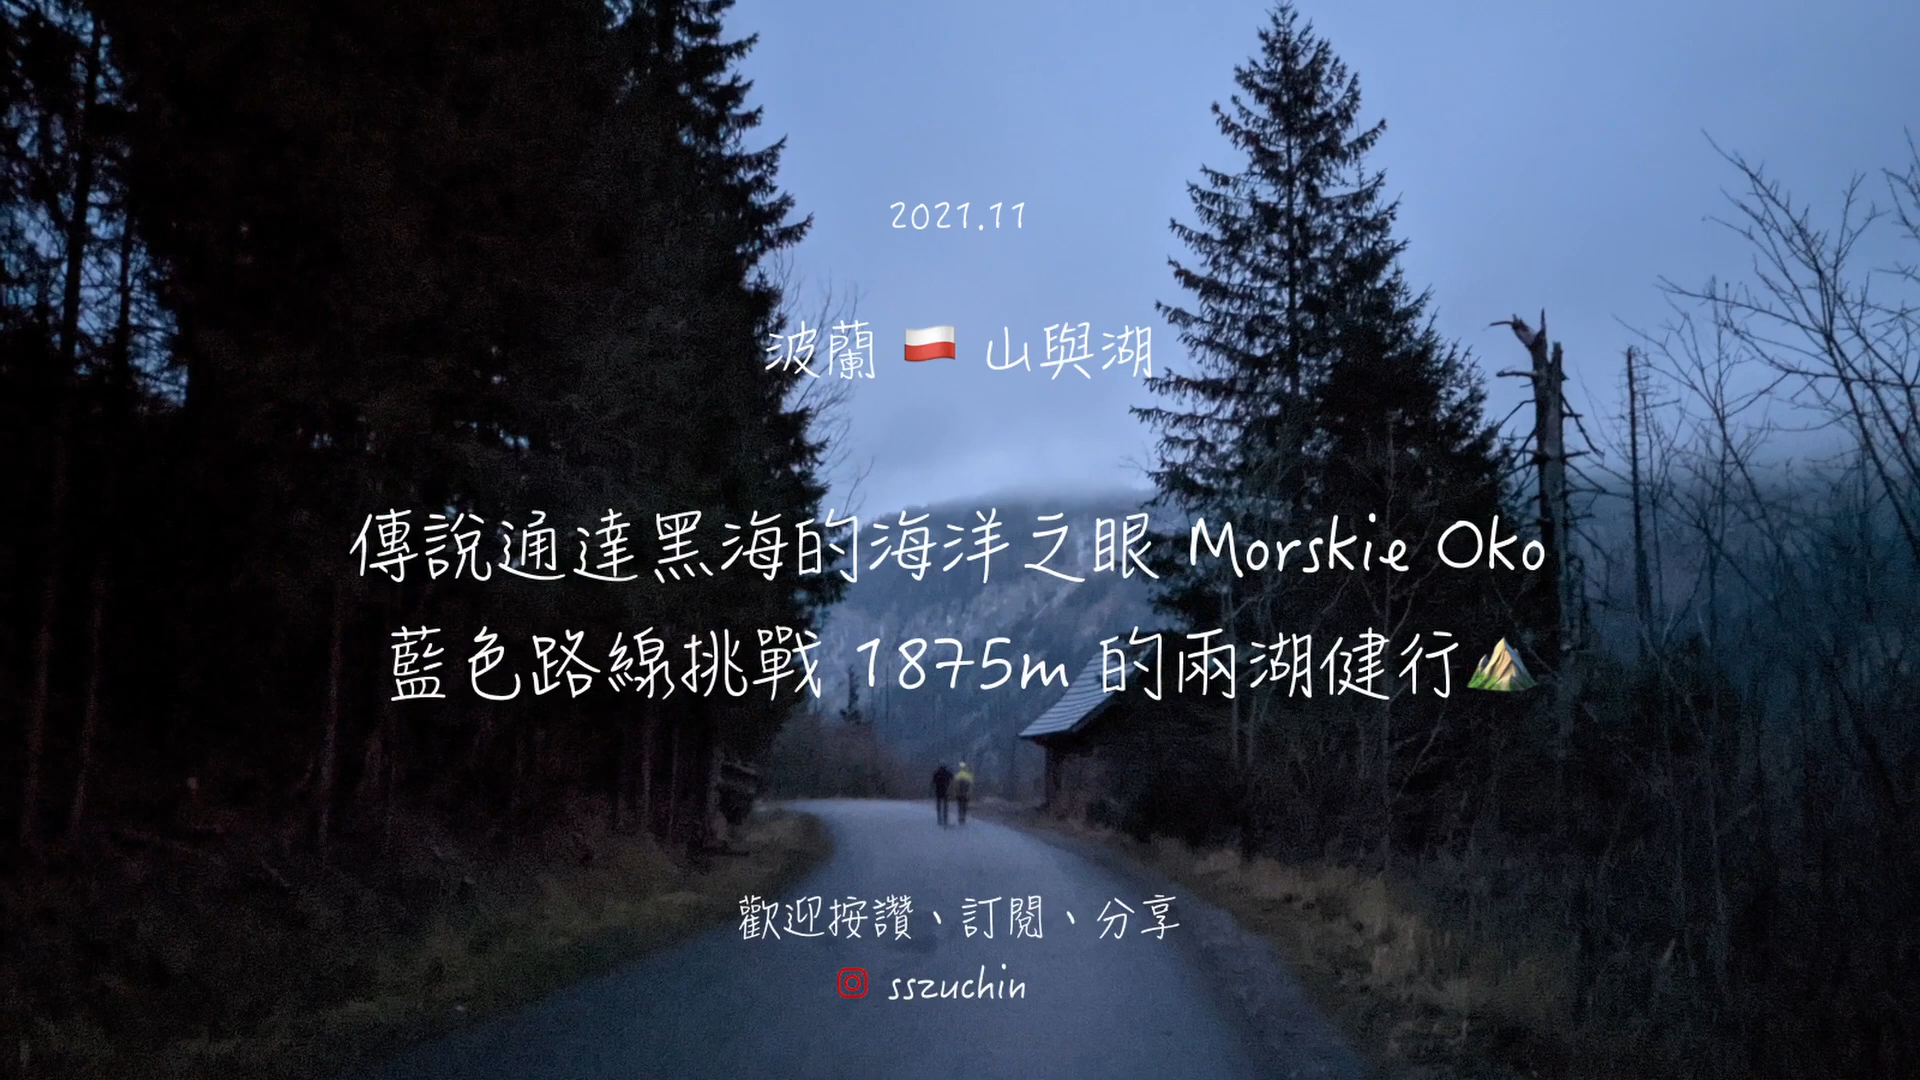 2021.11
波蘭 🇵🇱 山與湖
傳說通達黑海的海洋之眼 Morskie Oko
藍色路線挑戰 1875m 的兩湖健行⛰️
歡迎按讚、訂閱、分享
sszuchin